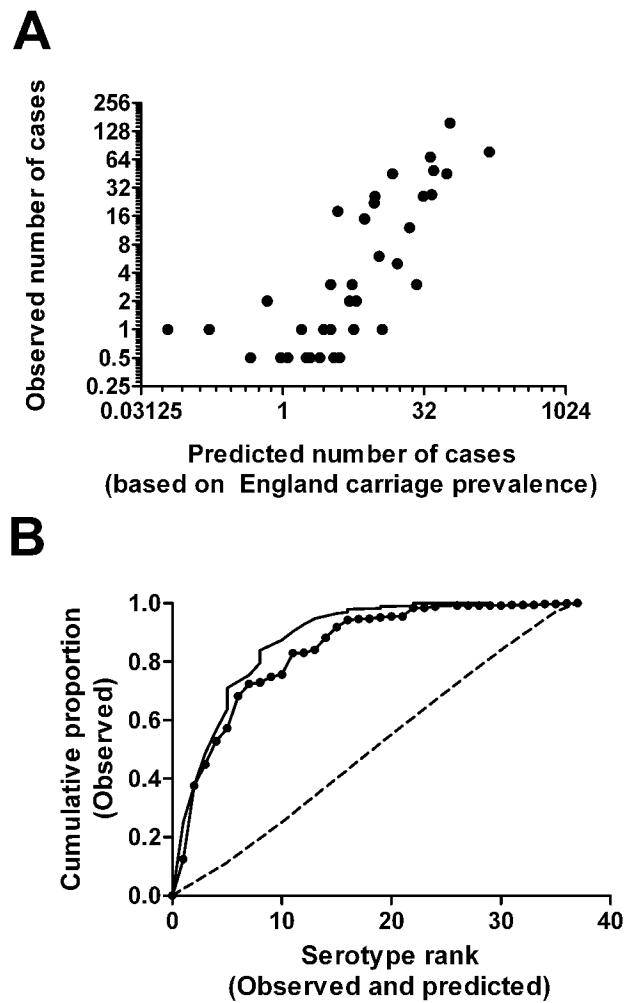 A
Observed number of cases
256
128
64
32
16
8
4
2
1
0.5
0.25
0.03125 1 32 1024
Predicted number of cases
(based on England carriage prevalence)
B
Cumulative proportion
(Observed)
1.0
0.8
0.6
0.4
0.2
0.0
0 10 20 30 40
Serotype rank
(Observed and predicted)